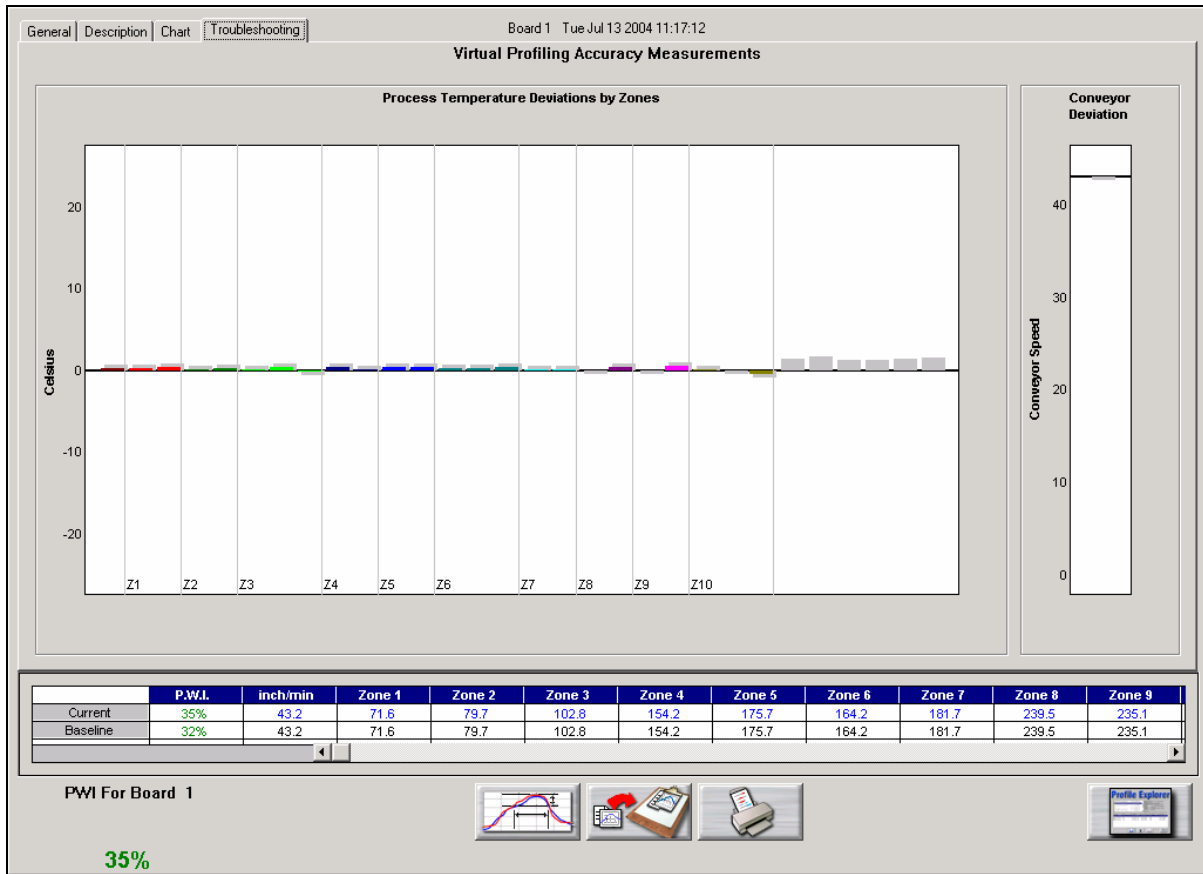 General Description Chart Troubleshooting Board 1 Tue Jul 13 2004 11:17:12
Virtual Profiling Accuracy Measurements
Process Temperature Deviations by Zones
Celsius
20
10
0
-10
-20
Z1 Z2 Z3 Z4 Z5 Z6 Z7 Z8 Z9 Z10
Conveyor
Deviation
Conveyor Speed
40
30
20
10
0
P.W.I. inch/min Zone 1 Zone 2 Zone 3 Zone 4 Zone 5 Zone 6 Zone 7 Zone 8 Zone 9
Current 35% 43.2 71.6 79.7 102.8 154.2 175.7 164.2 181.7 239.5 235.1
Baseline 32% 43.2 71.6 79.7 102.8 154.2 175.7 164.2 181.7 239.5 235.1
PWI For Board 1
35%
Profile Explorer